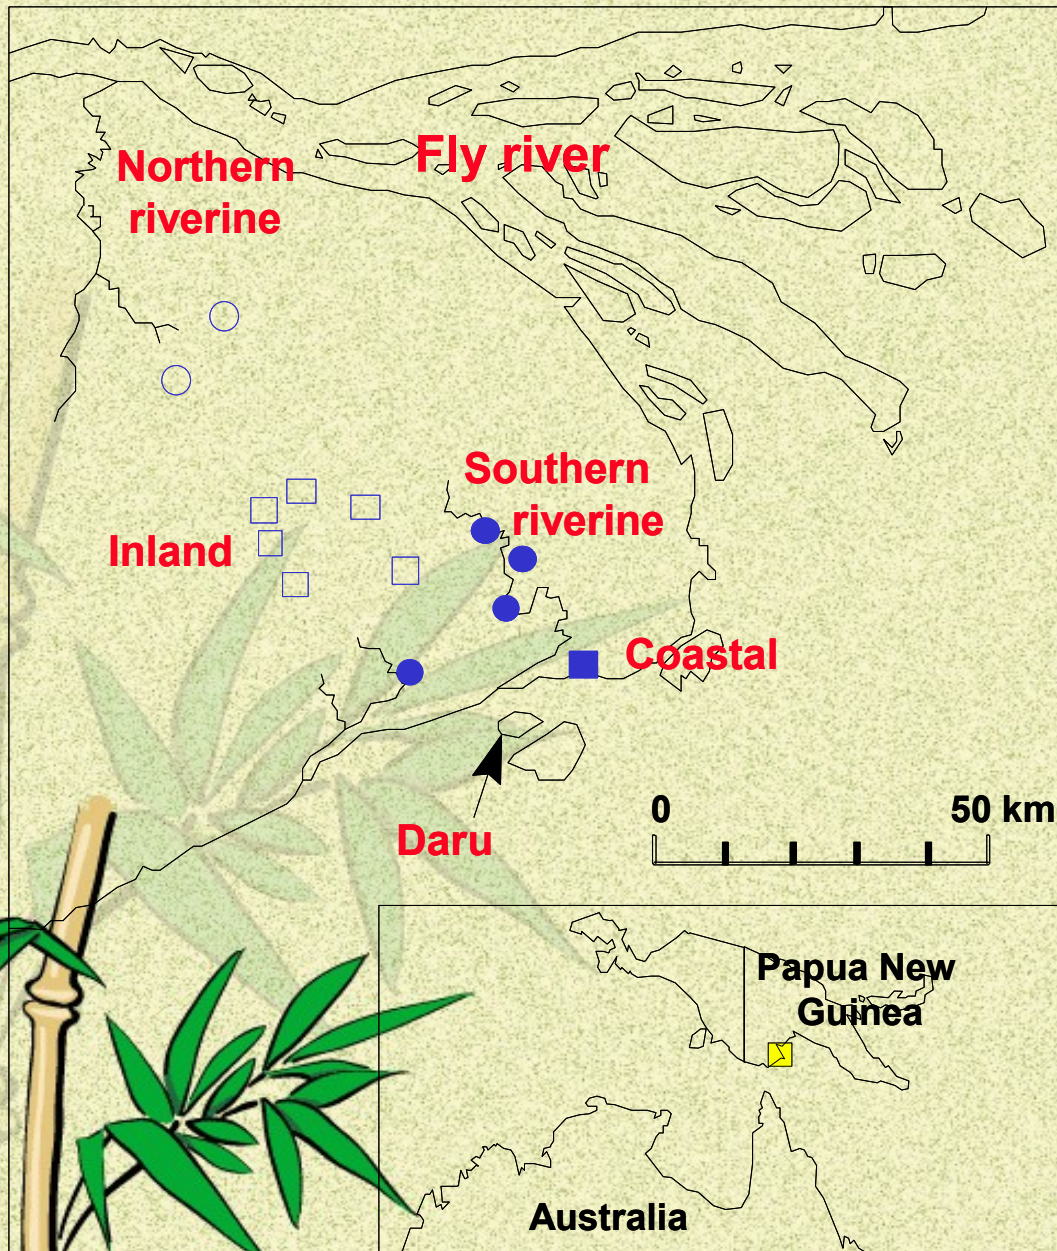 Fly river
Northern
riverine
Southern
riverine
Inland
Coastal
Daru
0
50 km
Papua New
Guinea
Australia